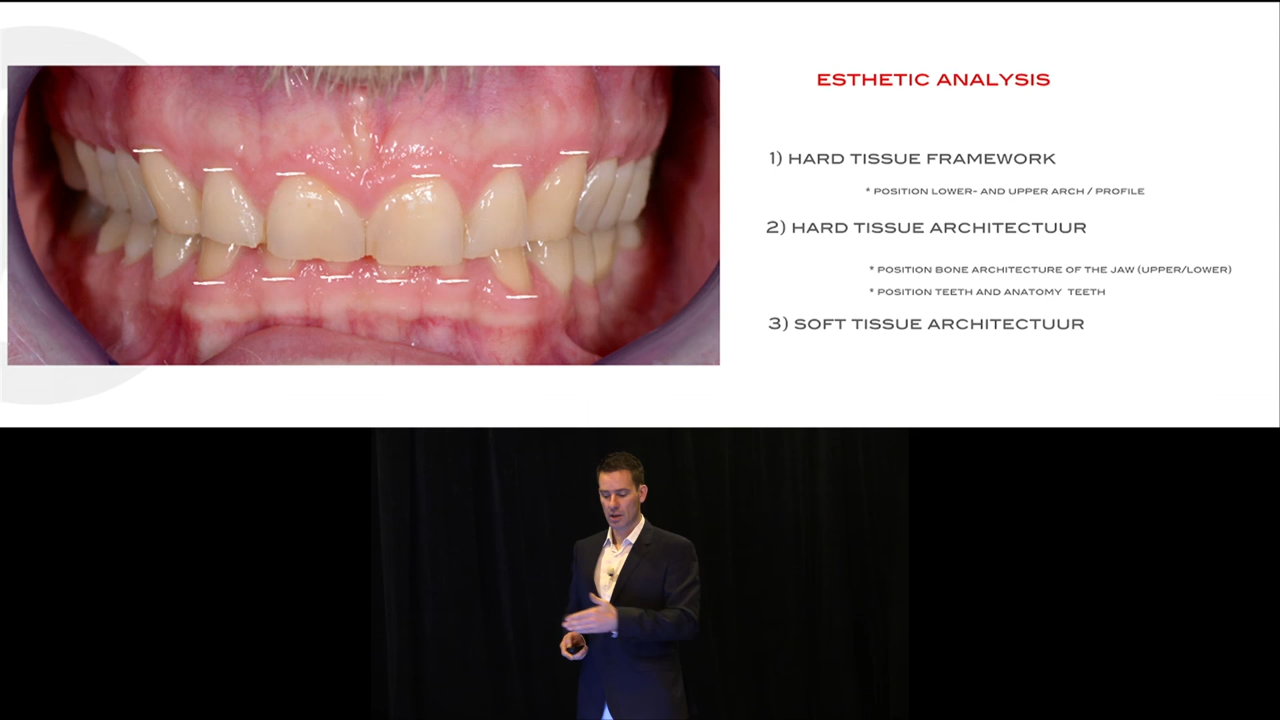 ESTHETIC ANALYSIS
1) HARD TISSUE FRAMEWORK
* POSITION LOWER- AND UPPER ARCH / PROFILE
2) HARD TISSUE ARCHITECTUUR
* POSITION BONE ARCHITECTURE OF THE JAW (UPPER/LOWER)
* POSITION TEETH AND ANATOMY TEETH
3) SOFT TISSUE ARCHITECTUUR